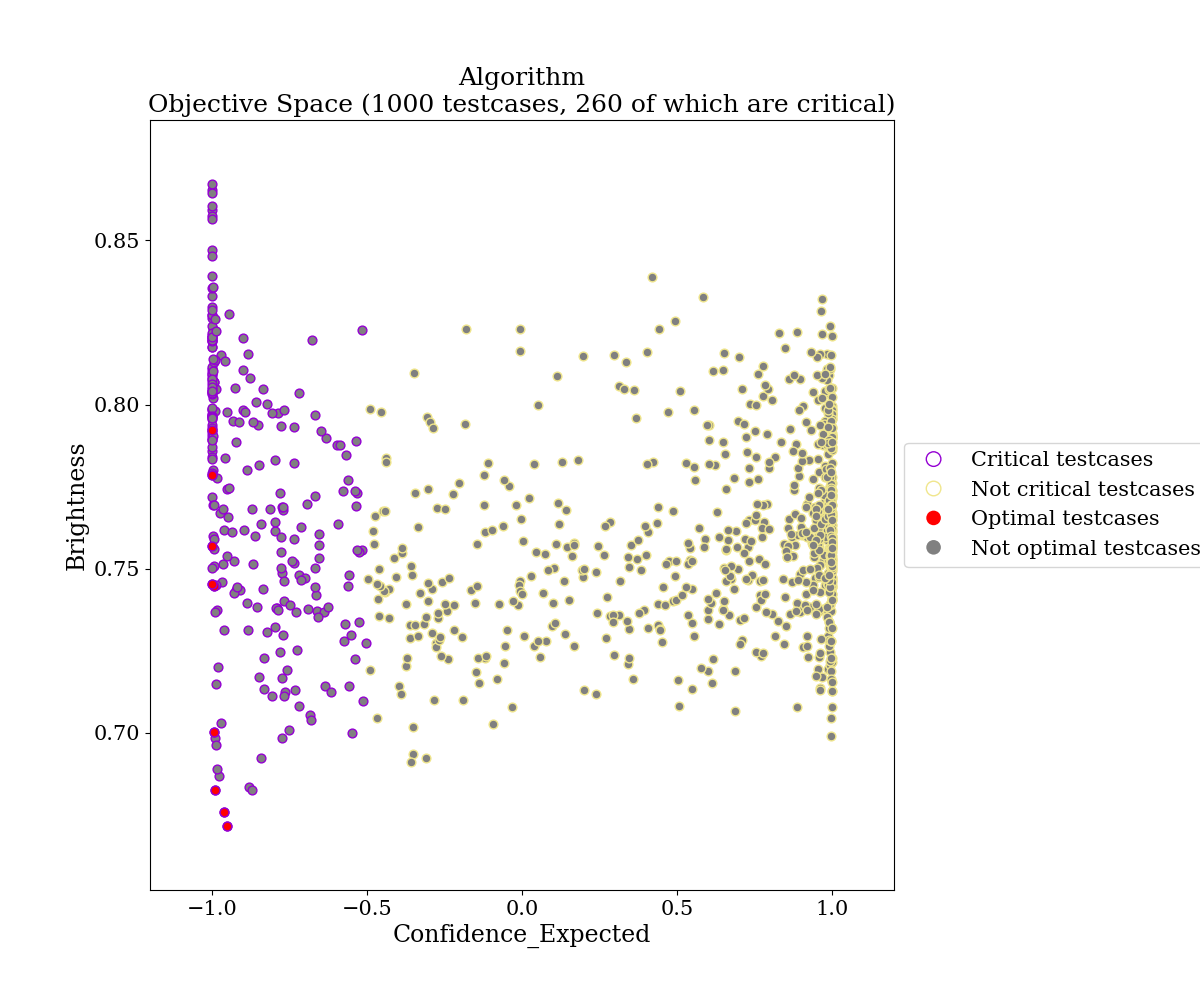 Algorithm
Objective Space (1000 testcases, 260 of which are critical)
0.85
0.80
0.75
0.70
Brightness
−1.0
−0.5
0.0
0.5
1.0
Confidence_Expected
Critical testcases
Not critical testcases
Optimal testcases
Not optimal testcases